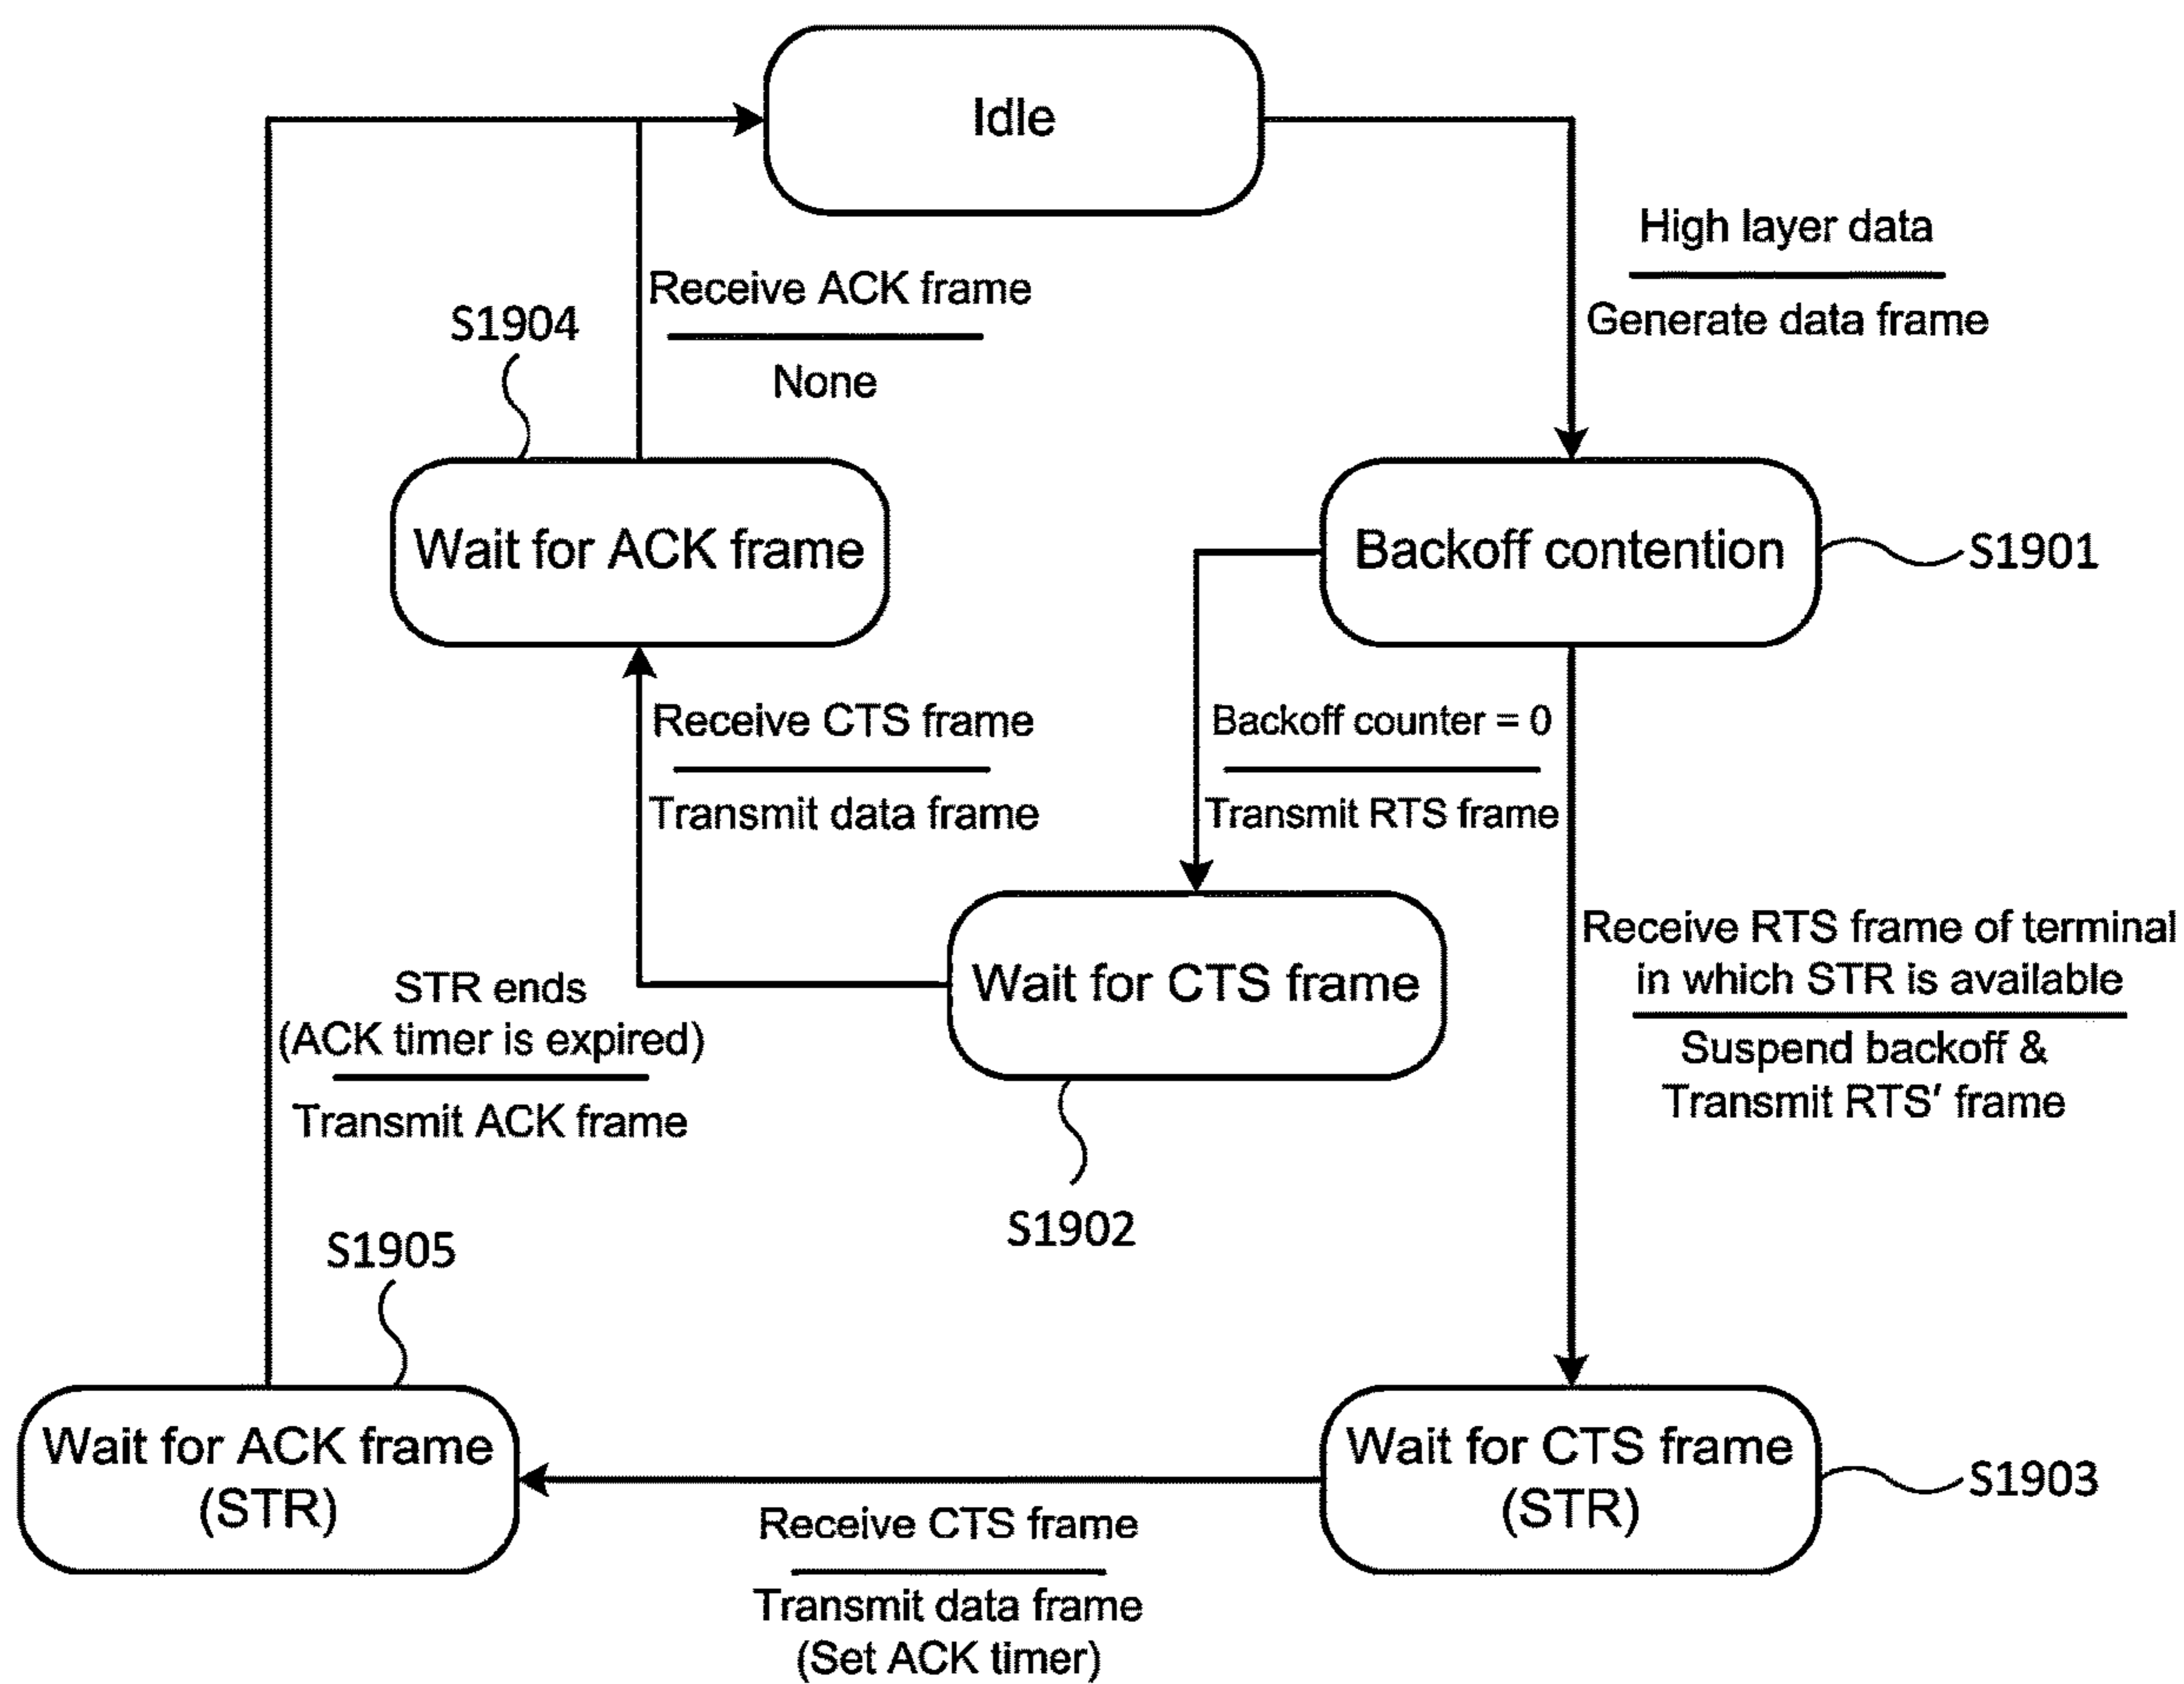 Idle
High layer data
Generate data frame
Receive ACK frame
None
S1904
Wait for ACK frame
Backoff contention
S1901
Receive CTS frame
Transmit data frame
Backoff counter = 0
Transmit RTS frame
Wait for CTS frame
S1902
Receive RTS frame of terminal
in which STR is available
Suspend backoff &
Transmit RTS′ frame
STR ends
(ACK timer is expired)
Transmit ACK frame
S1905
Wait for ACK frame
(STR)
Wait for CTS frame
(STR)
S1903
Receive CTS frame
Transmit data frame
(Set ACK timer)